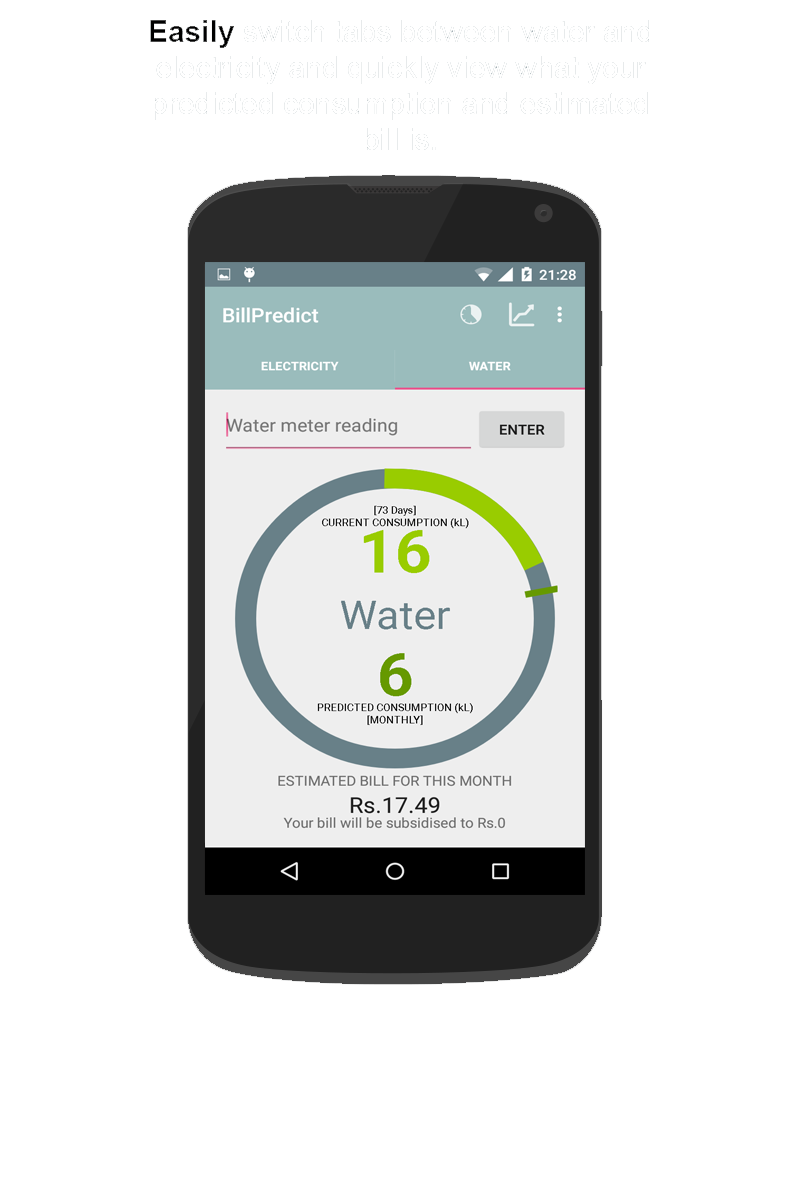 Easily switch tabs between water and
electricity and quickly view what your
predicted consumption and estimated
bill is.
21:28
BillPredict
ELECTRICITY WATER
Water meter reading ENTER
[73 Days]
CURRENT CONSUMPTION (kL)
16
Water
6
PREDICTED CONSUMPTION (kL)
[MONTHLY]
ESTIMATED BILL FOR THIS MONTH
Rs.17.49
Your bill will be subsidised to Rs.0